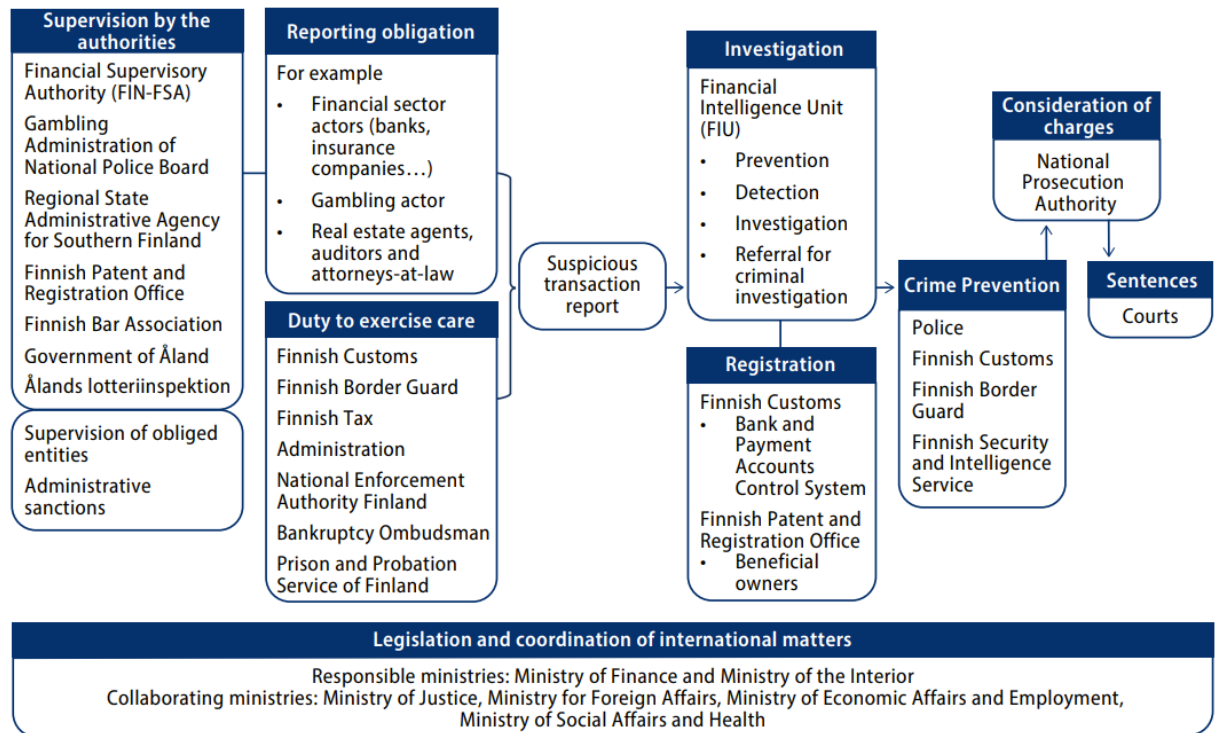 Supervision by the
authorities
Financial Supervisory
Authority (FIN-FSA)
Gambling
Administration of
National Police Board
Regional State
Administrative Agency
for Southern Finland
Finnish Patent and
Registration Office
Finnish Bar Association
Government of Åland
Ålands lotteriinspektion
Supervision of obliged
entities
Administrative
sanctions
Reporting obligation
For example
• Financial sector
actors (banks,
insurance
companies…)
• Gambling actor
• Real estate agents,
auditors and
attorneys-at-law
Duty to exercise care
Finnish Customs
Finnish Border Guard
Finnish Tax
Administration
National Enforcement
Authority Finland
Bankruptcy Ombudsman
Prison and Probation
Service of Finland
Suspicious
transaction
report
Investigation
Financial
Intelligence Unit
(FIU)
• Prevention
• Detection
• Investigation
• Referral for
criminal
investigation
Registration
Finnish Customs
• Bank and
Payment
Accounts
Control System
Finnish Patent and
Registration Office
• Beneficial
owners
Crime Prevention
Police
Finnish Customs
Finnish Border
Guard
Finnish Security
and Intelligence
Service
Consideration of
charges
National
Prosecution
Authority
Sentences
Courts
Legislation and coordination of international matters
Responsible ministries: Ministry of Finance and Ministry of the Interior
Collaborating ministries: Ministry of Justice, Ministry for Foreign Affairs, Ministry of Economic Affairs and Employment,
Ministry of Social Affairs and Health